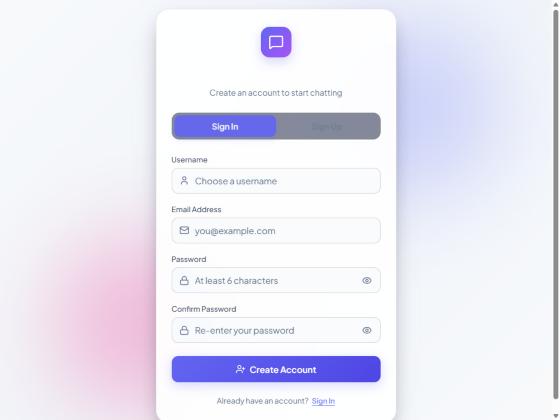 Create an account to start chatting
Sign In
Sign Up
Username
Choose a username
Email Address
you@example.com
Password
At least 6 characters
Confirm Password
Re-enter your password
Create Account
Already have an account? Sign In